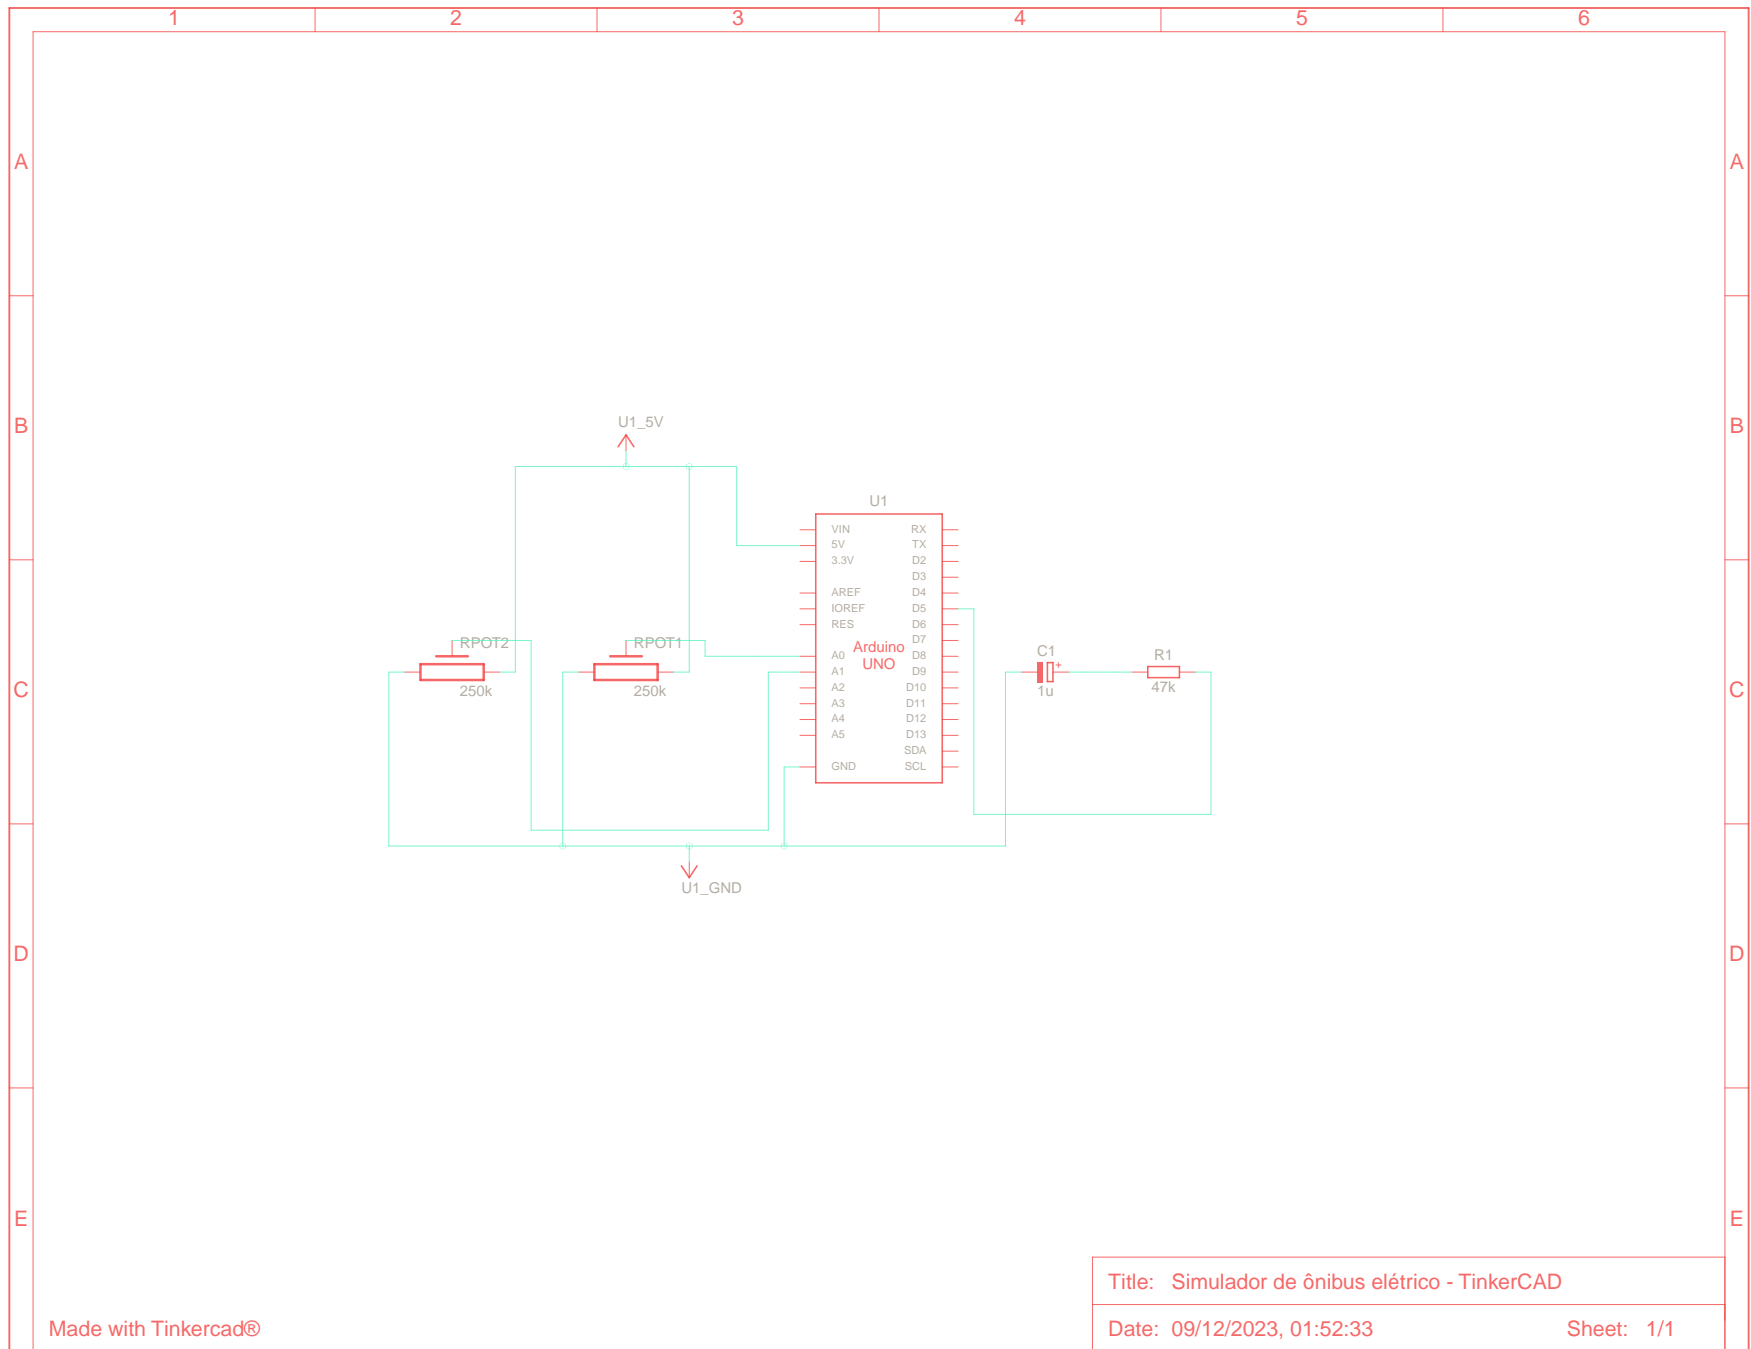 1 2 3 4 5 6
A A
B B
U1_5V
U1
VIN RX
5V TX
3.3V D2
D3
AREF D4
IOREF D5
RES D6
D7
RPOT2 RPOT1
A0 Arduino D8
UNO
A1 D9
A2 D10
A3 D11
A4 D12
A5 D13
SDA
GND SCL
250k 250k
C1 + R1
1u 47k
C C
U1_GND
D D
E E
Title: Simulador de ônibus elétrico - TinkerCAD
Made with Tinkercad® Date: 09/12/2023, 01:52:33 Sheet: 1/1